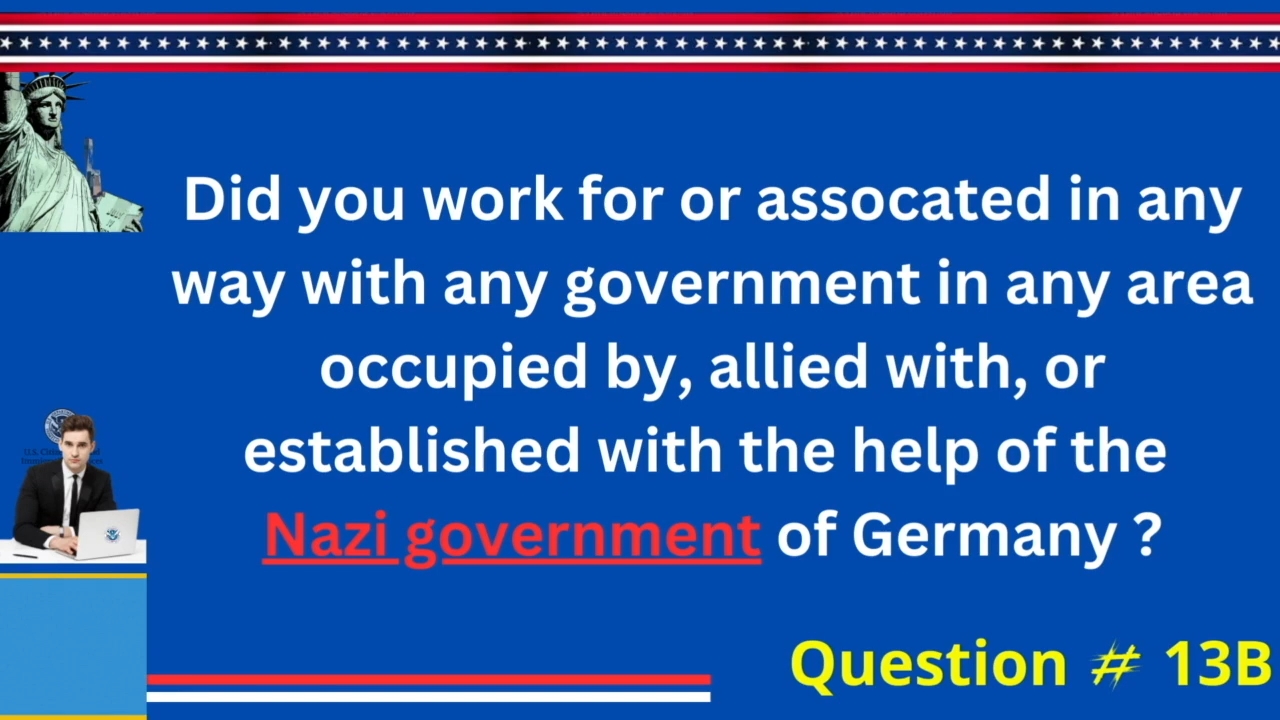 Did you work for or assocated in any
way with any government in any area
occupied by, allied with, or
established with the help of the
Nazi government of Germany ?
U.S.
Question # 13B